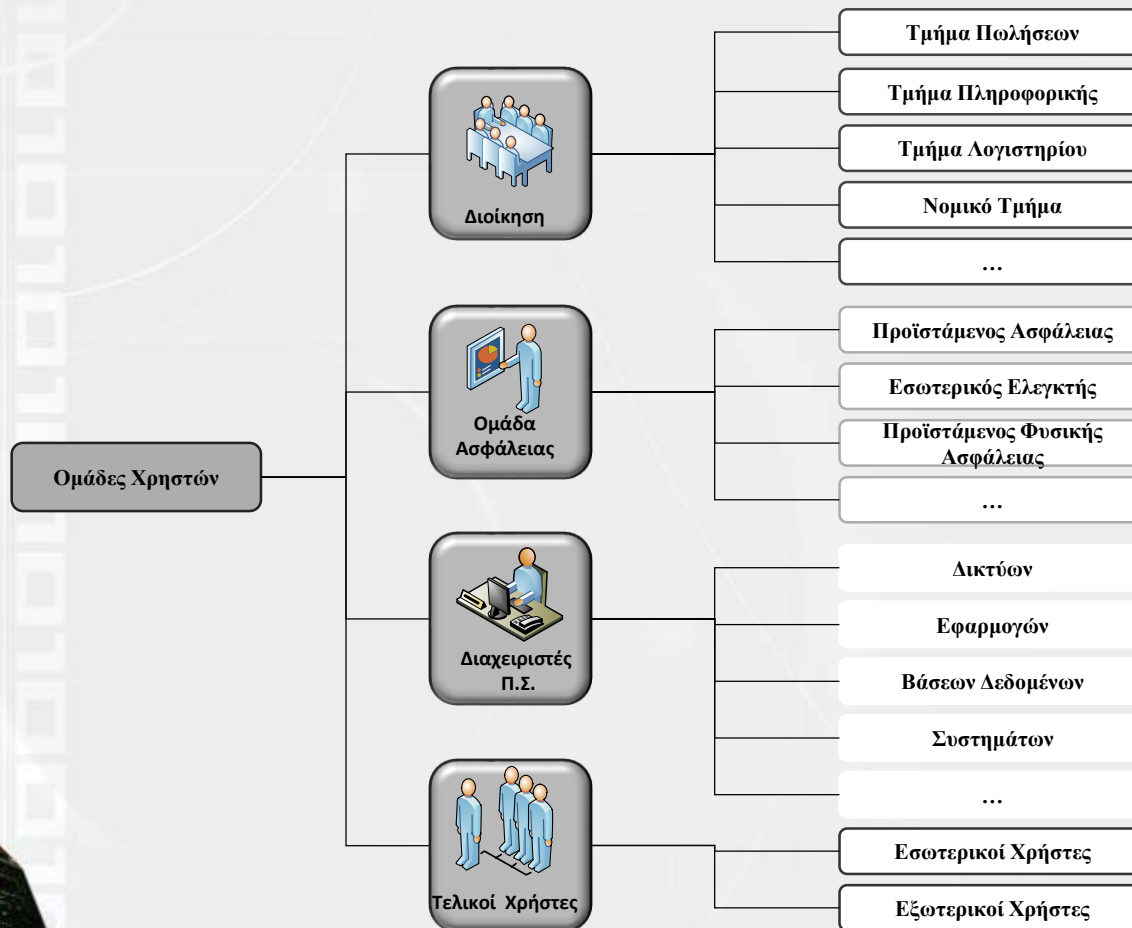 Ομάδες Χρηστών
Διοίκηση
Τμήμα Πωλήσεων
Τμήμα Πληροφορικής
Τμήμα Λογιστηρίου
Νομικό Τμήμα
…
Ομάδα
Ασφάλειας
Προϊστάμενος Ασφάλειας
Εσωτερικός Ελεγκτής
Προϊστάμενος Φυσικής
Ασφάλειας
…
Διαχειριστές
Π.Σ.
Δικτύων
Εφαρμογών
Βάσεων Δεδομένων
Συστημάτων
…
Τελικοί Χρήστες
Εσωτερικοί Χρήστες
Εξωτερικοί Χρήστες